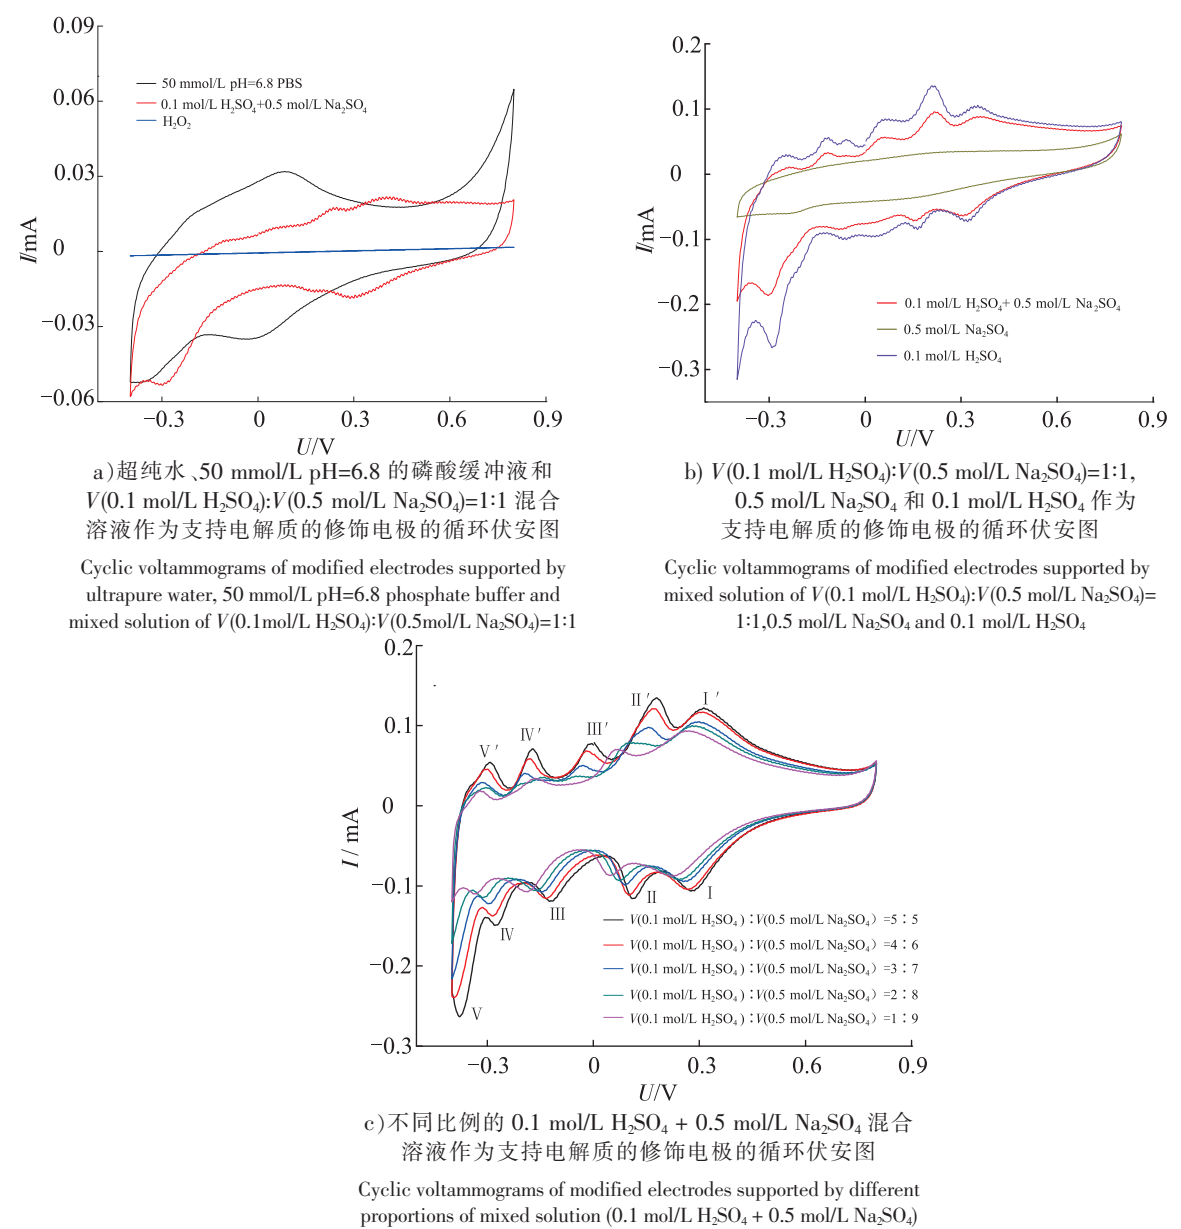 0.09
0.06
0.03
0
−0.03
−0.06
I/mA
50 mmol/L pH=6.8 PBS
0.1 mol/L H₂SO₄+0.5 mol/L Na₂SO₄
H₂O₂
−0.3 0 0.3 0.6 0.9
U/V
a)超纯水、50 mmol/L pH=6.8 的磷酸缓冲液和
V(0.1 mol/L H₂SO₄):V(0.5 mol/L Na₂SO₄)=1:1 混合
溶液作为支持电解质的修饰电极的循环伏安图
Cyclic voltammograms of modified electrodes supported by
ultrapure water, 50 mmol/L pH=6.8 phosphate buffer and
mixed solution of V(0.1mol/L H₂SO₄):V(0.5mol/L Na₂SO₄)=1:1
0.2
0.1
0
−0.1
−0.2
−0.3
I/mA
0.1 mol/L H₂SO₄+ 0.5 mol/L Na₂SO₄
0.5 mol/L Na₂SO₄
0.1 mol/L H₂SO₄
−0.3 0 0.3 0.6 0.9
U/V
b) V(0.1 mol/L H₂SO₄):V(0.5 mol/L Na₂SO₄)=1:1,
0.5 mol/L Na₂SO₄ 和 0.1 mol/L H₂SO₄ 作为
支持电解质的修饰电极的循环伏安图
Cyclic voltammograms of modified electrodes supported by
mixed solution of V(0.1 mol/L H₂SO₄):V(0.5 mol/L Na₂SO₄)=
1:1,0.5 mol/L Na₂SO₄ and 0.1 mol/L H₂SO₄
0.2
0.1
0
−0.1
−0.2
−0.3
I / mA
V′ IV′ III′ II′ I′
V IV III II I
V(0.1 mol/L H₂SO₄):V(0.5 mol/L Na₂SO₄) =5:5
V(0.1 mol/L H₂SO₄):V(0.5 mol/L Na₂SO₄) =4:6
V(0.1 mol/L H₂SO₄):V(0.5 mol/L Na₂SO₄) =3:7
V(0.1 mol/L H₂SO₄):V(0.5 mol/L Na₂SO₄) =2:8
V(0.1 mol/L H₂SO₄):V(0.5 mol/L Na₂SO₄) =1:9
−0.3 0 0.3 0.6 0.9
U/V
c)不同比例的 0.1 mol/L H₂SO₄ + 0.5 mol/L Na₂SO₄ 混合
溶液作为支持电解质的修饰电极的循环伏安图
Cyclic voltammograms of modified electrodes supported by different
proportions of mixed solution (0.1 mol/L H₂SO₄ + 0.5 mol/L Na₂SO₄)